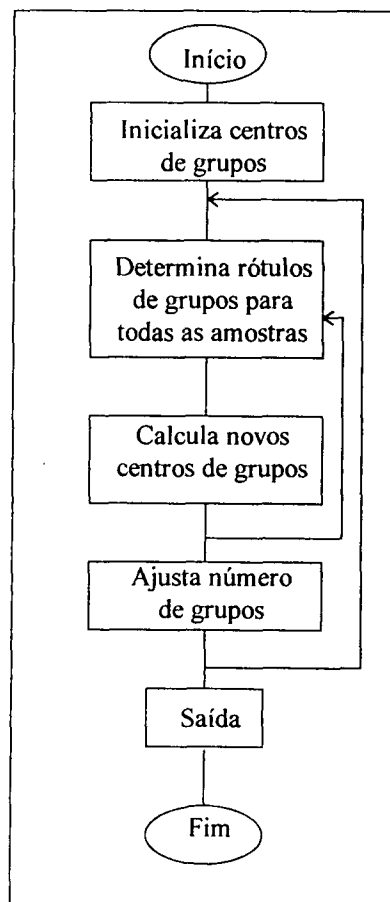 Início
Inicializa centros
de grupos
Determina rótulos
de grupos para
todas as amostras
Calcula novos
centros de grupos
Ajusta número
de grupos
Saída
Fim